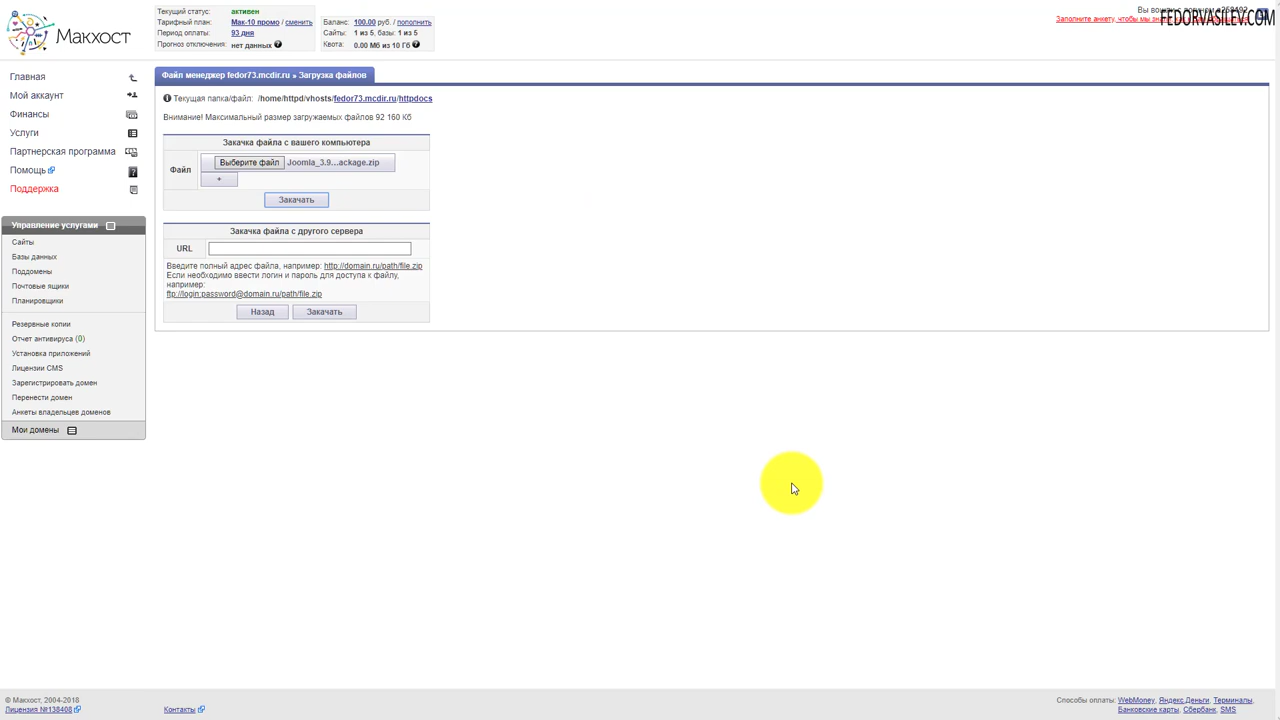 Макхост
Текущий статус: активен
Тарифный план: Мак-10 промо / сменить
Период оплаты: 93 дня
Прогноз отключения: нет данных ?
Баланс: 100.00 руб. / пополнить
Сайты: 1 из 5, базы: 1 из 5
Квота: 0.00 Мб из 10 Гб ?
FEDORVASILEV.COM
Главная
Мой аккаунт
Финансы
Услуги
Партнерская программа
Помощь
Поддержка
Управление услугами
Сайты
Базы данных
Поддомены
Почтовые ящики
Планировщики
Резервные копии
Отчет антивируса (0)
Установка приложений
Лицензии CMS
Зарегистрировать домен
Перенести домен
Анкеты владельцев доменов
Мои домены
Файл менеджер fedor73.mcdir.ru » Загрузка файлов
Текущая папка/файл: /home/httpd/vhosts/fedor73.mcdir.ru/httpdocs
Внимание! Максимальный размер загружаемых файлов 92 160 Кб
Закачка файла с вашего компьютера
Файл
Выберите файл Joomla_3.9...ackage.zip
+
Закачать
Закачка файла с другого сервера
URL
Введите полный адрес файла, например: http://domain.ru/path/file.zip
Если необходимо ввести логин и пароль для доступа к файлу,
например:
ftp://login:password@domain.ru/path/file.zip
Назад Закачать
© Макхост, 2004-2018
Лицензия №138408
Контакты
Способы оплаты: WebMoney, Яндекс.Деньги, Терминалы,
Банковские карты, Сбербанк, SMS